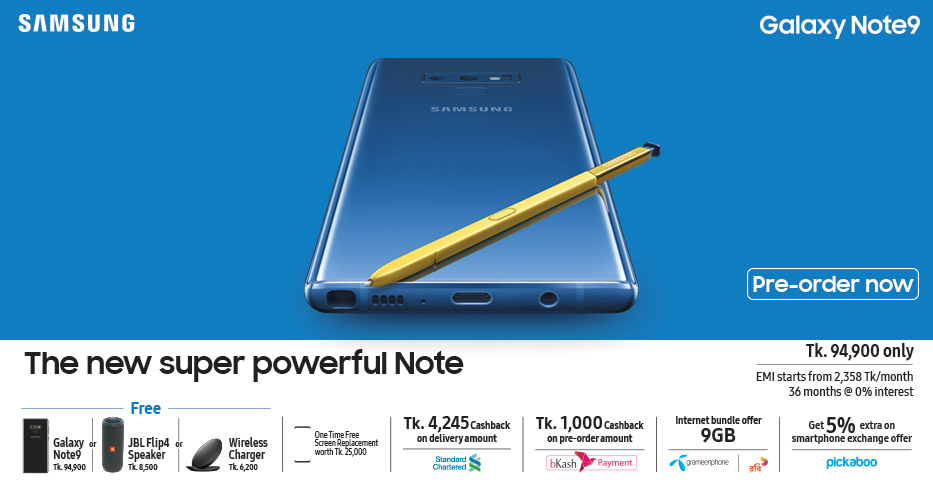 SAMSUNG
Galaxy Note9
SAMSUNG
Pre-order now
The new super powerful Note
Tk. 94,900 only
EMI starts from 2,358 Tk/month
36 months @ 0% interest
Free
Galaxy
Note9
Tk. 94,900
or
JBL Flip4
Speaker
Tk. 8,500
or
Wireless
Charger
Tk. 6,200
One Time Free
Screen Replacement
worth Tk. 25,000
Tk. 4,245 Cashback
on delivery amount
Standard
Chartered
Tk. 1,000 Cashback
on pre-order amount
bKash Payment
Internet bundle offer
9GB
grameenphone
রবি
Get 5% extra on
smartphone exchange offer
pickaboo